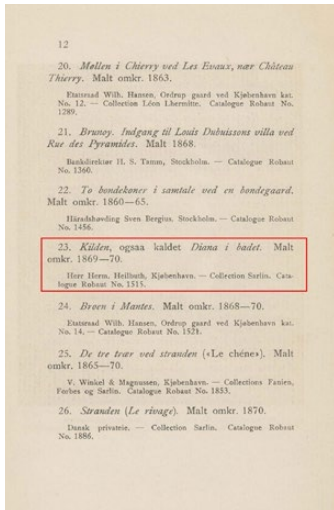 12
20. Møllen i Chierry ved Les Evaux, nær Château
Thierry. Malt omkr. 1863.
Etatsraad Wilh. Hansen, Ordrup gaard ved Kjøbenhavn kat.
No. 12. — Collection Léon Lhermitte. Catalogue Robaut No.
1289.
21. Brunoy. Indgang til Louis Dubuissons villa ved
Rue des Pyramides. Malt 1868.
Bankdirektør H. S. Tamm, Stockholm. — Catalogue Robaut
No. 1360.
22. To bondekoner i samtale ved en bondegaard.
Malt omkr. 1860—65.
Häradshøvding Sven Bergius, Stockholm. — Catalogue Robaut
No. 1456.
23. Kilden, ogsaa kaldet Diana i badet. Malt
omkr. 1869—70.
Herr Herm. Heilbuth, Kjøbenhavn. — Collection Sarlin. Cata-
logue Robaut No. 1515.
24. Broen i Mantes. Malt omkr. 1868—70.
Etatsraad Wilh. Hansen, Ordrup gaard ved Kjøbenhavn kat.
No. 14. — Catalogue Robaut No. 1521.
25. De tre trær ved stranden («Le chéne»). Malt
omkr. 1865—70.
V. Winkel & Magnussen, Kjøbenhavn. — Collections Fanien,
Forbes og Sarlin. Catalogue Robaut No. 1853.
26. Stranden (Le rivage). Malt omkr. 1870.
Dansk privateie. — Collection Sarlin. Catalogue Robaut
No. 1886.